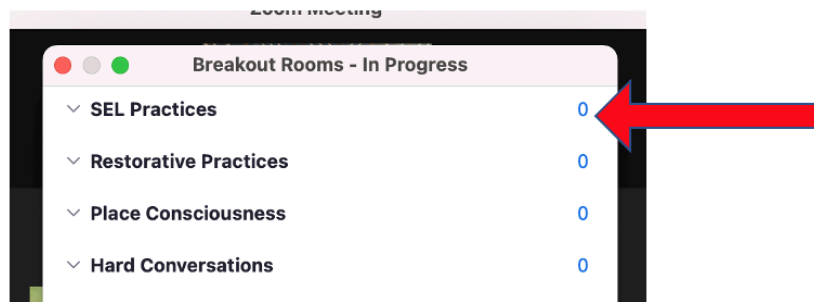 Zoom Meeting
Breakout Rooms - In Progress
SEL Practices 0
Restorative Practices 0
Place Consciousness 0
Hard Conversations 0